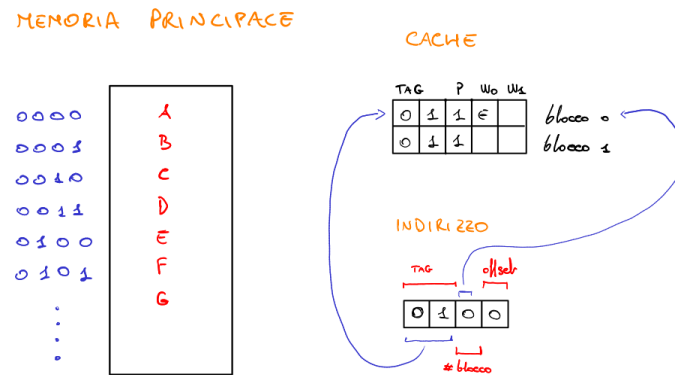 MEMORIA PRINCIPALE
0000 A
0001 B
0010 C
0011 D
0100 E
0101 F
G
CACHE
TAG P W0 W1
0 1 1 E blocco 0
0 1 1 blocco 1
INDIRIZZO
TAG offset
0 1 0 0
# blocco